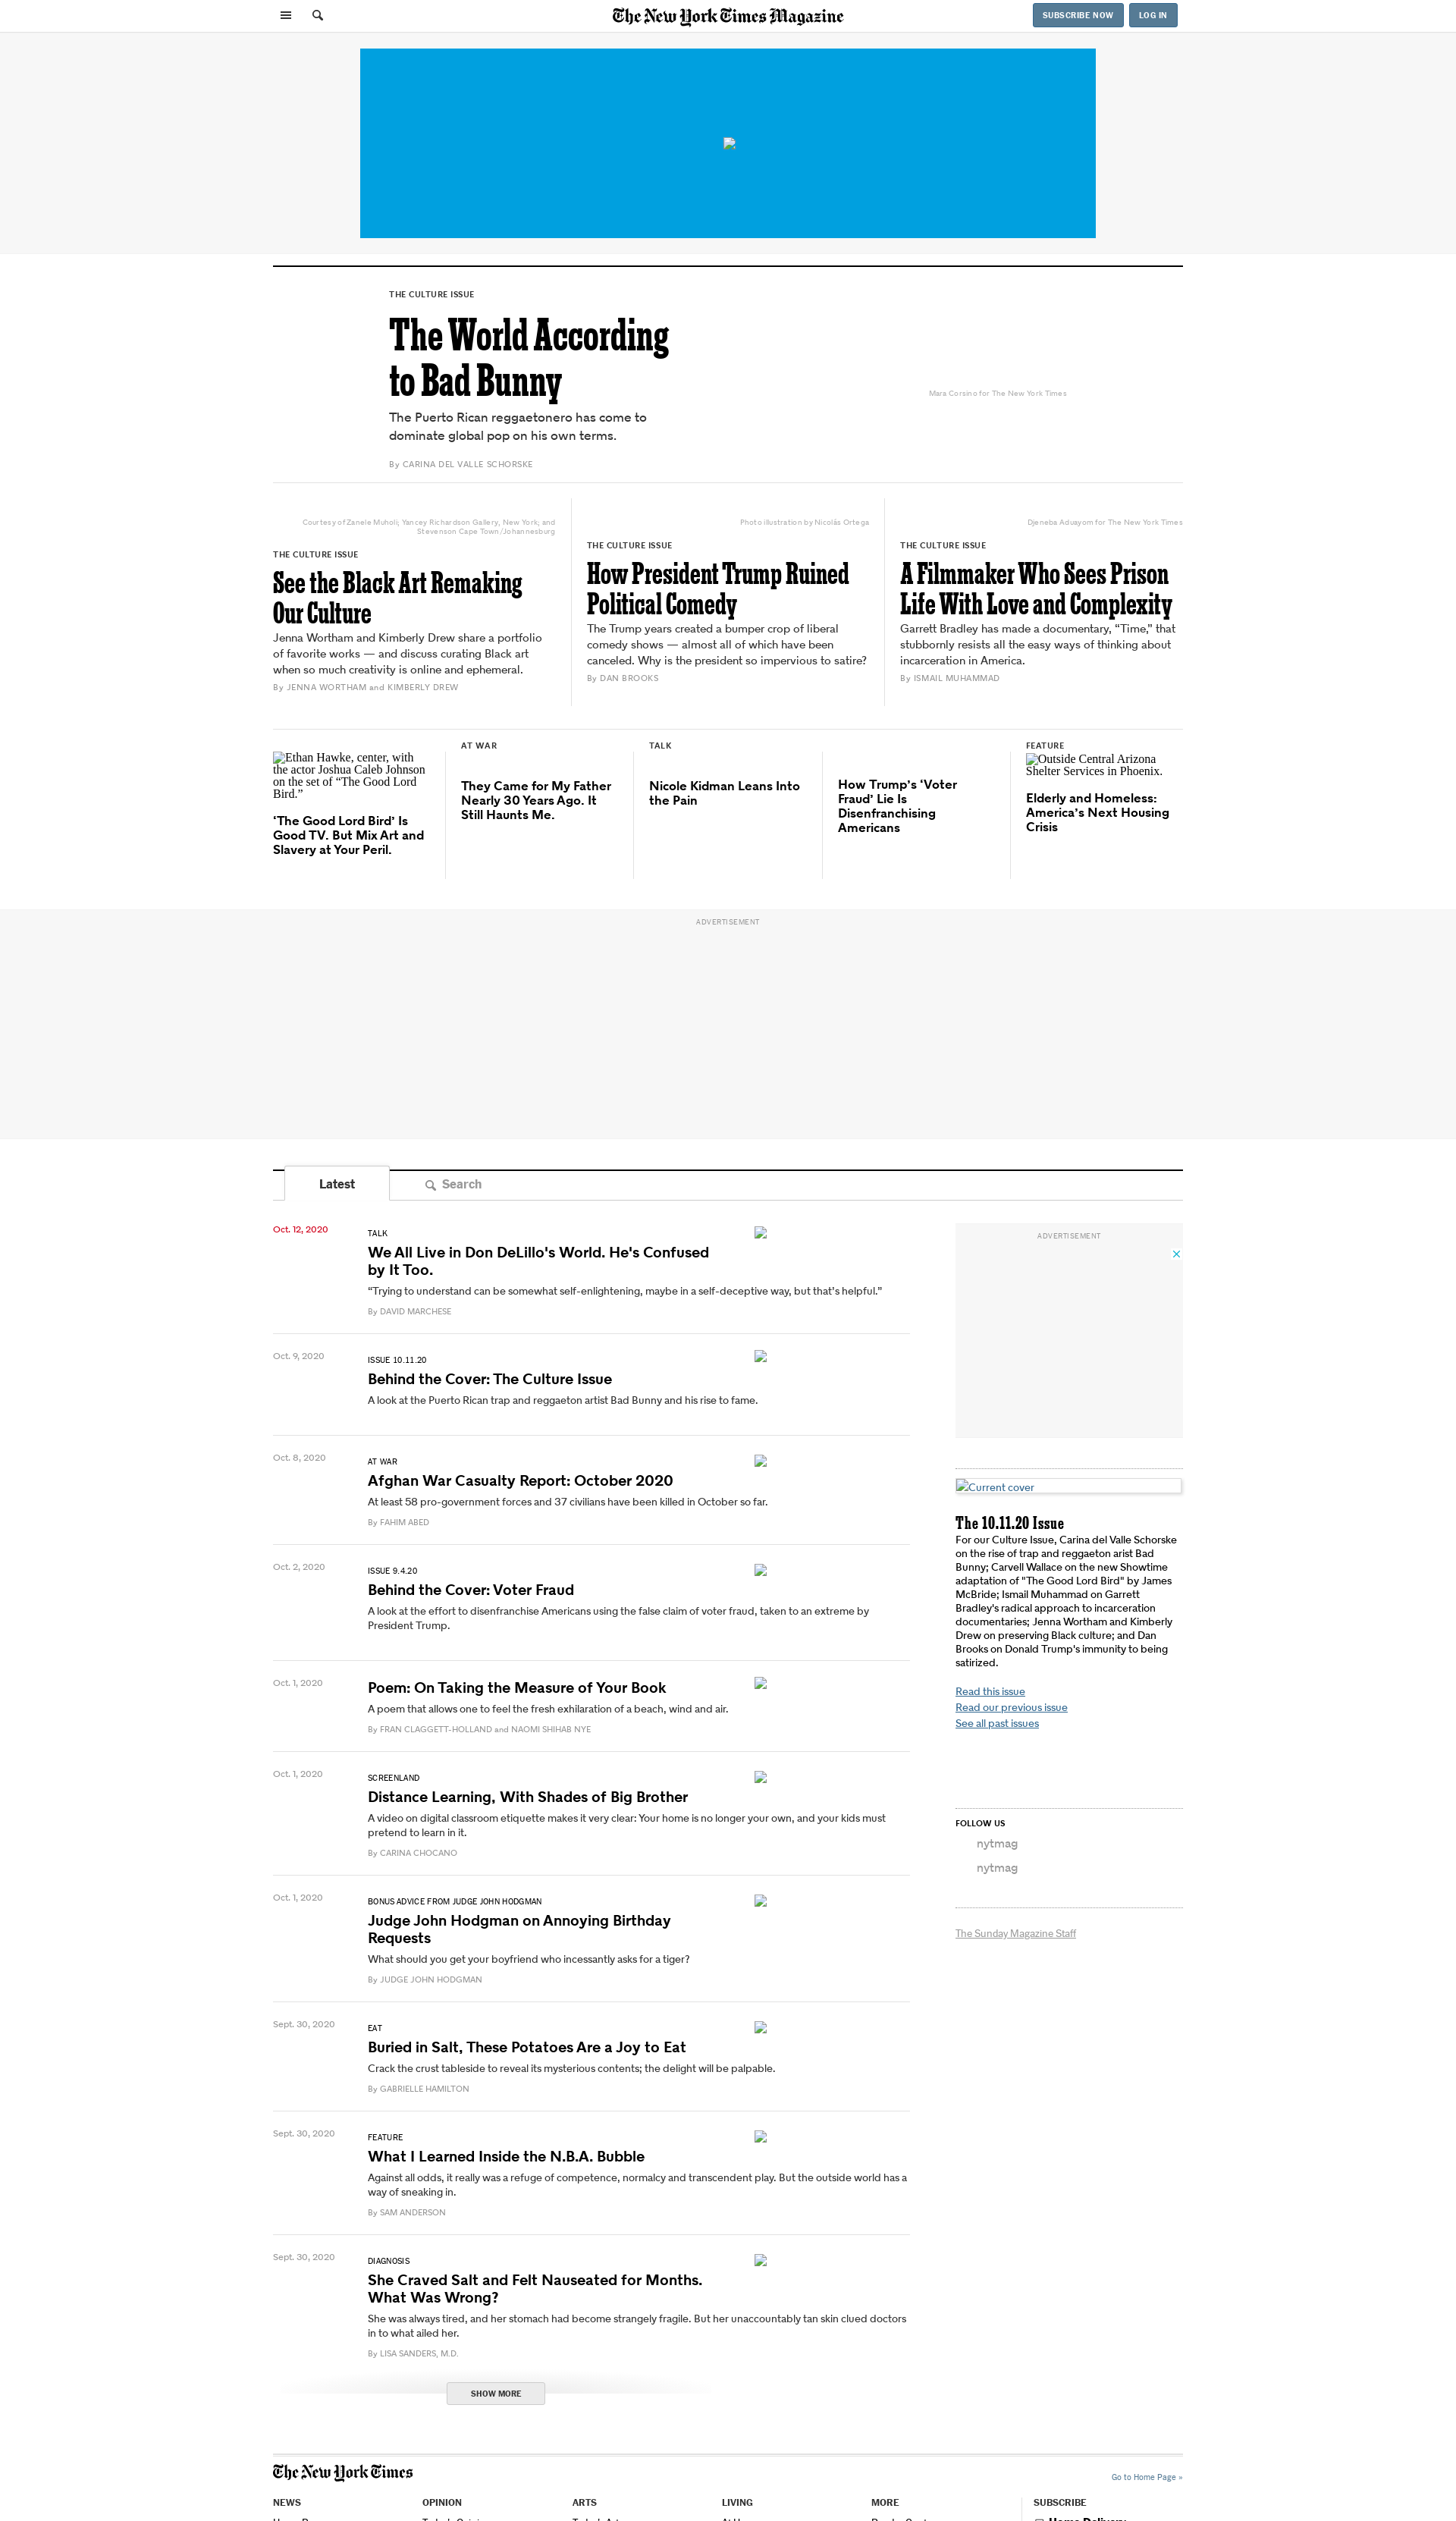 The New York Times Magazine
SUBSCRIBE NOW
LOG IN
THE CULTURE ISSUE
The World According
to Bad Bunny
The Puerto Rican reggaetonero has come to
dominate global pop on his own terms.
By CARINA DEL VALLE SCHORSKE
Mara Corsino for The New York Times
Courtesy of Zanele Muholi; Yancey Richardson Gallery, New York; and
Stevenson Cape Town/Johannesburg
THE CULTURE ISSUE
See the Black Art Remaking
Our Culture
Jenna Wortham and Kimberly Drew share a portfolio
of favorite works — and discuss curating Black art
when so much creativity is online and ephemeral.
By JENNA WORTHAM and KIMBERLY DREW
Photo illustration by Nicolás Ortega
THE CULTURE ISSUE
How President Trump Ruined
Political Comedy
The Trump years created a bumper crop of liberal
comedy shows — almost all of which have been
canceled. Why is the president so impervious to satire?
By DAN BROOKS
Djeneba Aduayom for The New York Times
THE CULTURE ISSUE
A Filmmaker Who Sees Prison
Life With Love and Complexity
Garrett Bradley has made a documentary, “Time,” that
stubbornly resists all the easy ways of thinking about
incarceration in America.
By ISMAIL MUHAMMAD
Ethan Hawke, center, with
the actor Joshua Caleb Johnson
on the set of “The Good Lord
Bird.”
‘The Good Lord Bird’ Is
Good TV. But Mix Art and
Slavery at Your Peril.
AT WAR
They Came for My Father
Nearly 30 Years Ago. It
Still Haunts Me.
TALK
Nicole Kidman Leans Into
the Pain
How Trump’s ‘Voter
Fraud’ Lie Is
Disenfranchising
Americans
FEATURE
Outside Central Arizona
Shelter Services in Phoenix.
Elderly and Homeless:
America’s Next Housing
Crisis
ADVERTISEMENT
Latest
Search
Oct. 12, 2020
TALK
We All Live in Don DeLillo's World. He's Confused
by It Too.
“Trying to understand can be somewhat self-enlightening, maybe in a self-deceptive way, but that’s helpful.”
By DAVID MARCHESE
Oct. 9, 2020
ISSUE 10.11.20
Behind the Cover: The Culture Issue
A look at the Puerto Rican trap and reggaeton artist Bad Bunny and his rise to fame.
Oct. 8, 2020
AT WAR
Afghan War Casualty Report: October 2020
At least 58 pro-government forces and 37 civilians have been killed in October so far.
By FAHIM ABED
Oct. 2, 2020
ISSUE 9.4.20
Behind the Cover: Voter Fraud
A look at the effort to disenfranchise Americans using the false claim of voter fraud, taken to an extreme by
President Trump.
Oct. 1, 2020
Poem: On Taking the Measure of Your Book
A poem that allows one to feel the fresh exhilaration of a beach, wind and air.
By FRAN CLAGGETT-HOLLAND and NAOMI SHIHAB NYE
Oct. 1, 2020
SCREENLAND
Distance Learning, With Shades of Big Brother
A video on digital classroom etiquette makes it very clear: Your home is no longer your own, and your kids must
pretend to learn in it.
By CARINA CHOCANO
Oct. 1, 2020
BONUS ADVICE FROM JUDGE JOHN HODGMAN
Judge John Hodgman on Annoying Birthday
Requests
What should you get your boyfriend who incessantly asks for a tiger?
By JUDGE JOHN HODGMAN
Sept. 30, 2020
EAT
Buried in Salt, These Potatoes Are a Joy to Eat
Crack the crust tableside to reveal its mysterious contents; the delight will be palpable.
By GABRIELLE HAMILTON
Sept. 30, 2020
FEATURE
What I Learned Inside the N.B.A. Bubble
Against all odds, it really was a refuge of competence, normalcy and transcendent play. But the outside world has a
way of sneaking in.
By SAM ANDERSON
Sept. 30, 2020
DIAGNOSIS
She Craved Salt and Felt Nauseated for Months.
What Was Wrong?
She was always tired, and her stomach had become strangely fragile. But her unaccountably tan skin clued doctors
in to what ailed her.
By LISA SANDERS, M.D.
SHOW MORE
ADVERTISEMENT
Current cover
The 10.11.20 Issue
For our Culture Issue, Carina del Valle Schorske
on the rise of trap and reggaeton arist Bad
Bunny; Carvell Wallace on the new Showtime
adaptation of "The Good Lord Bird" by James
McBride; Ismail Muhammad on Garrett
Bradley's radical approach to incarceration
documentaries; Jenna Wortham and Kimberly
Drew on preserving Black culture; and Dan
Brooks on Donald Trump's immunity to being
satirized.
Read this issue
Read our previous issue
See all past issues
FOLLOW US
nytmag
nytmag
The Sunday Magazine Staff
The New York Times
Go to Home Page »
NEWS
OPINION
ARTS
LIVING
MORE
SUBSCRIBE